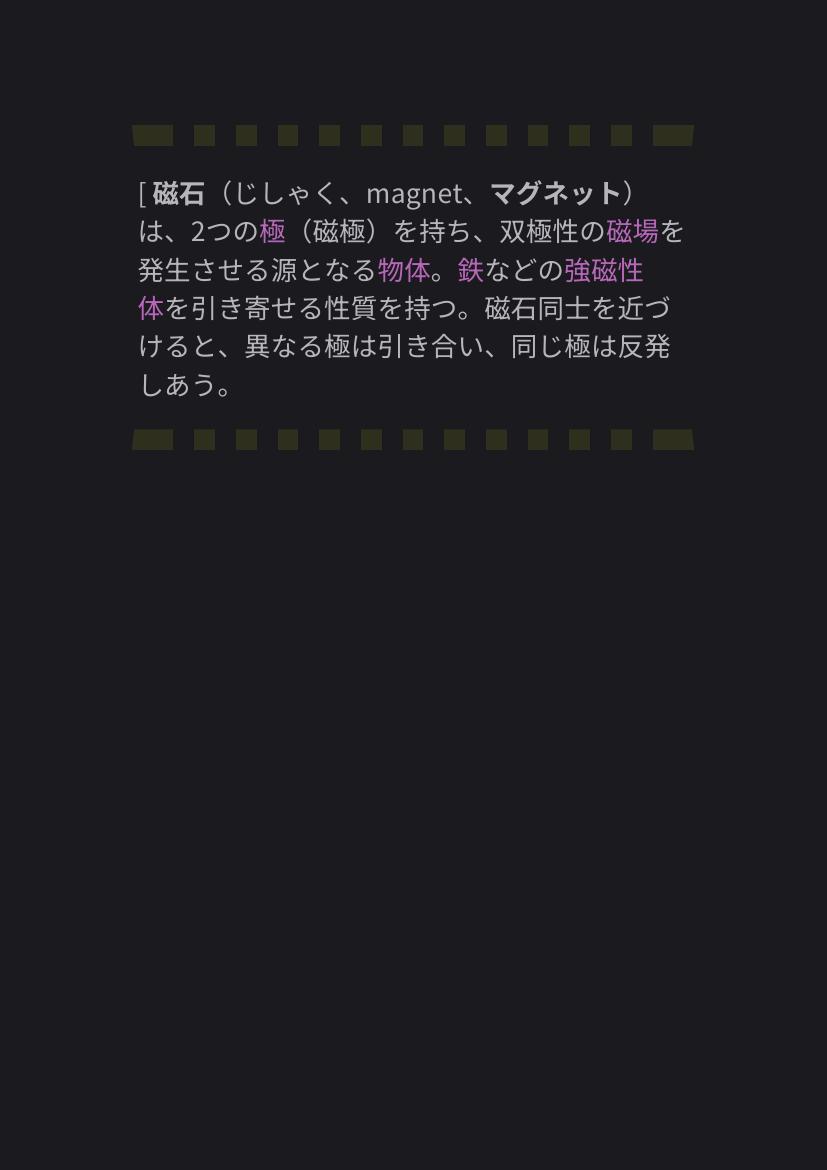 [ 磁石（じしゃく、magnet、マグネット）
は、2つの極（磁極）を持ち、双極性の磁場を
発生させる源となる物体。鉄などの強磁性
体を引き寄せる性質を持つ。磁石同士を近づ
けると、異なる極は引き合い、同じ極は反発
しあう。